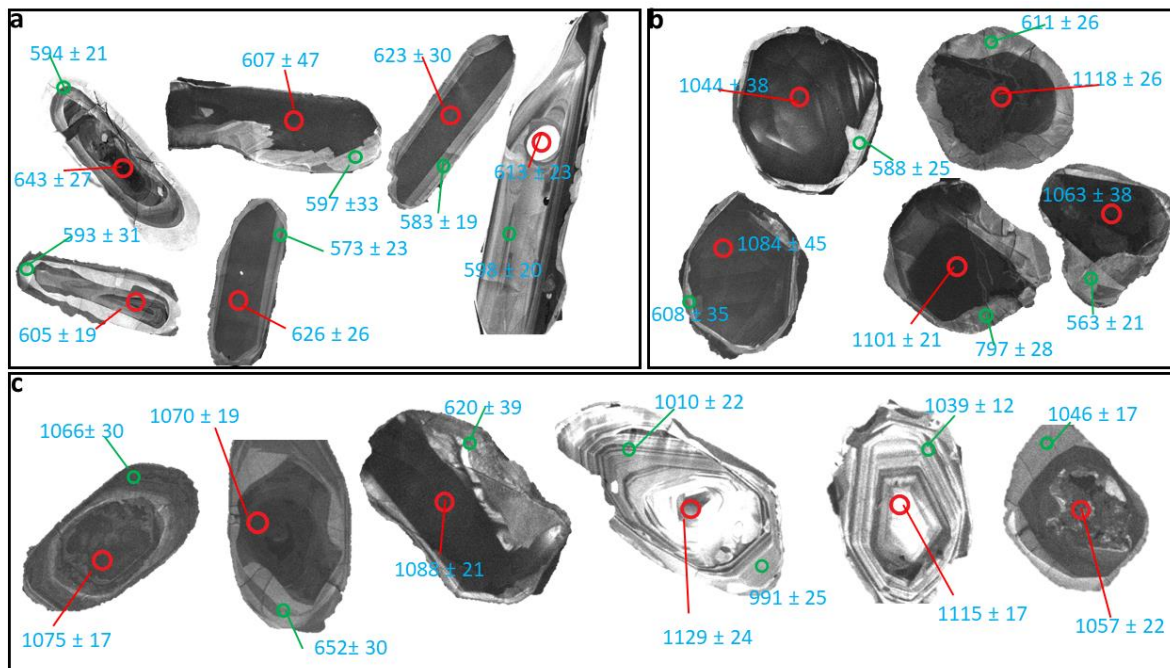 a
594 ± 21
607 ± 47
623 ± 30
643 ± 27
613 ± 23
597 ±33
583 ± 19
593 ± 31
573 ± 23
598 ± 20
605 ± 19
626 ± 26
b
611 ± 26
1044 ± 38
1118 ± 26
588 ± 25
1063 ± 38
1084 ± 45
608 ± 35
563 ± 21
1101 ± 21
797 ± 28
c
1070 ± 19
620 ± 39
1010 ± 22
1039 ± 12
1046 ± 17
1066± 30
1088 ± 21
991 ± 25
1075 ± 17
652± 30
1129 ± 24
1115 ± 17
1057 ± 22